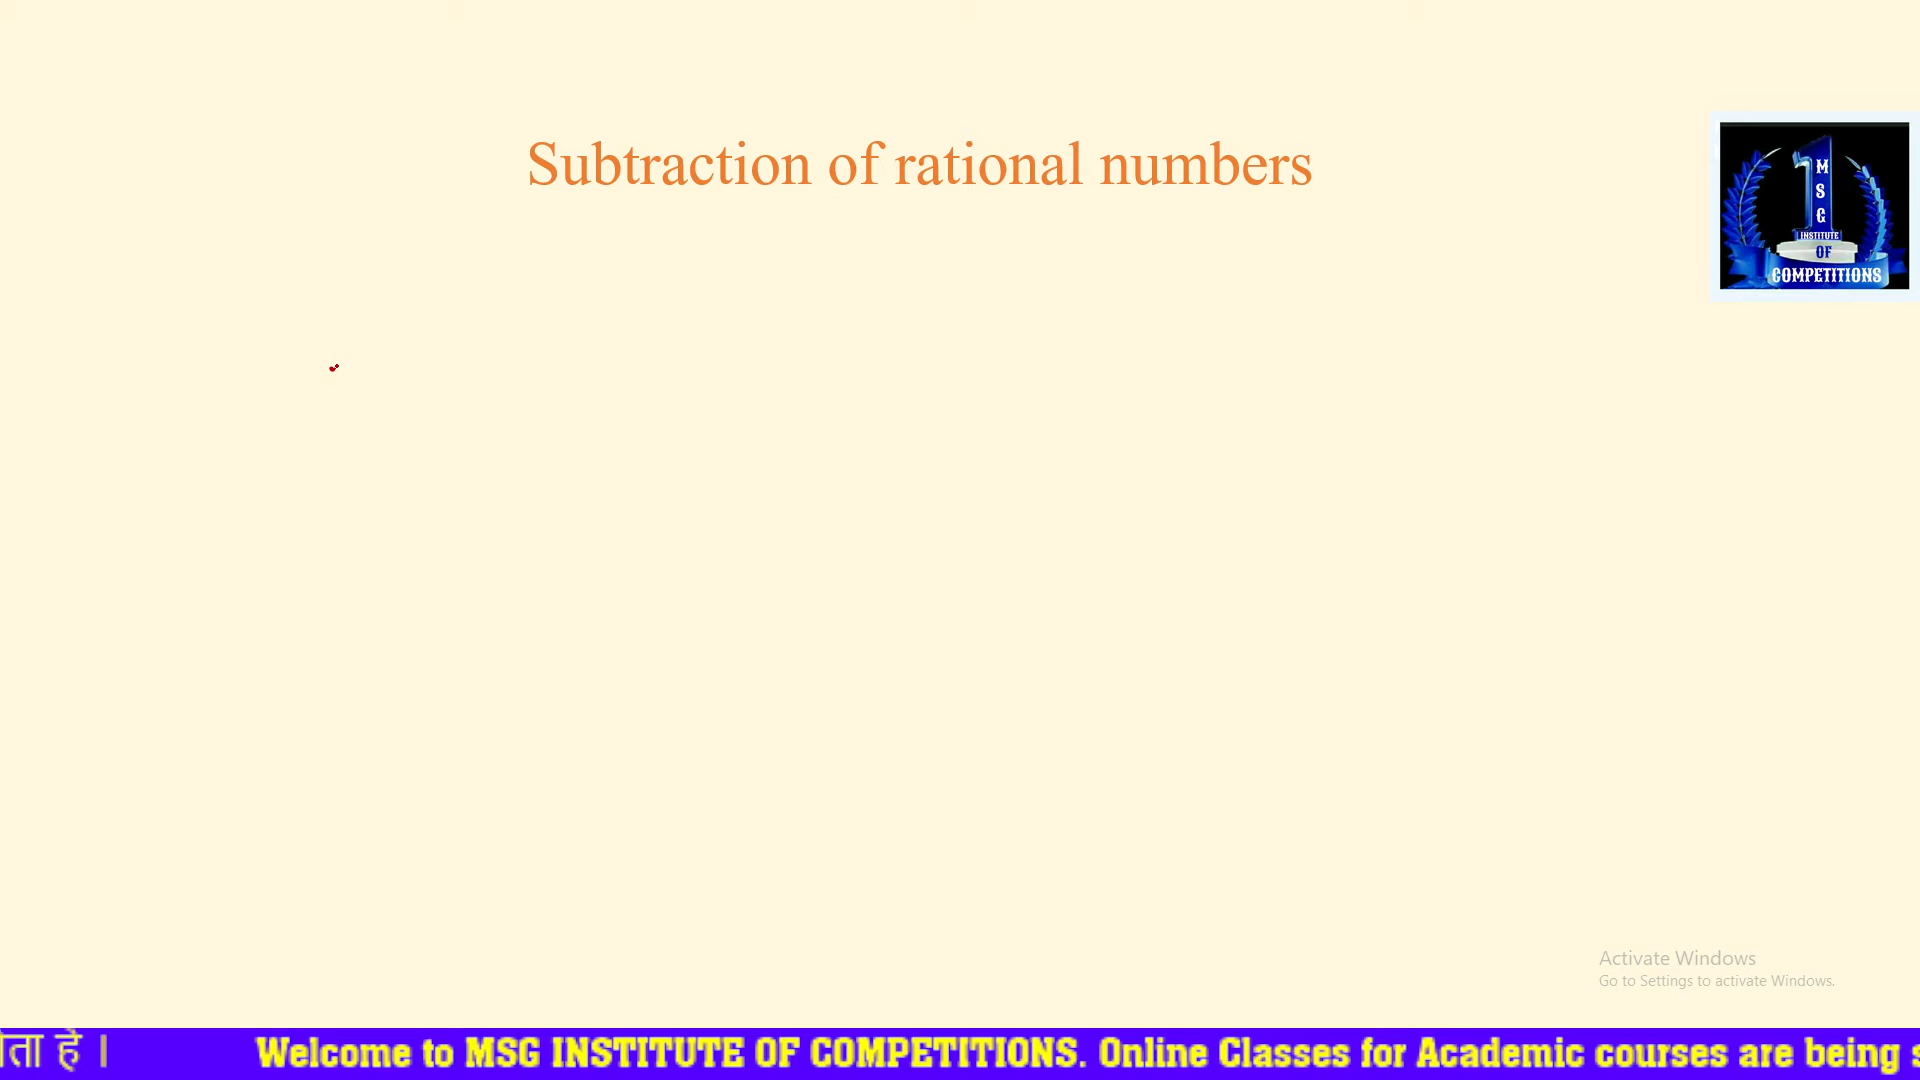 Subtraction of rational numbers
1
M
S
G
INSTITUTE
OF
COMPETITIONS
Activate Windows
Go to Settings to activate Windows.
है । Welcome to MSG INSTITUTE OF COMPETITIONS. Online Classes for Academic courses are being